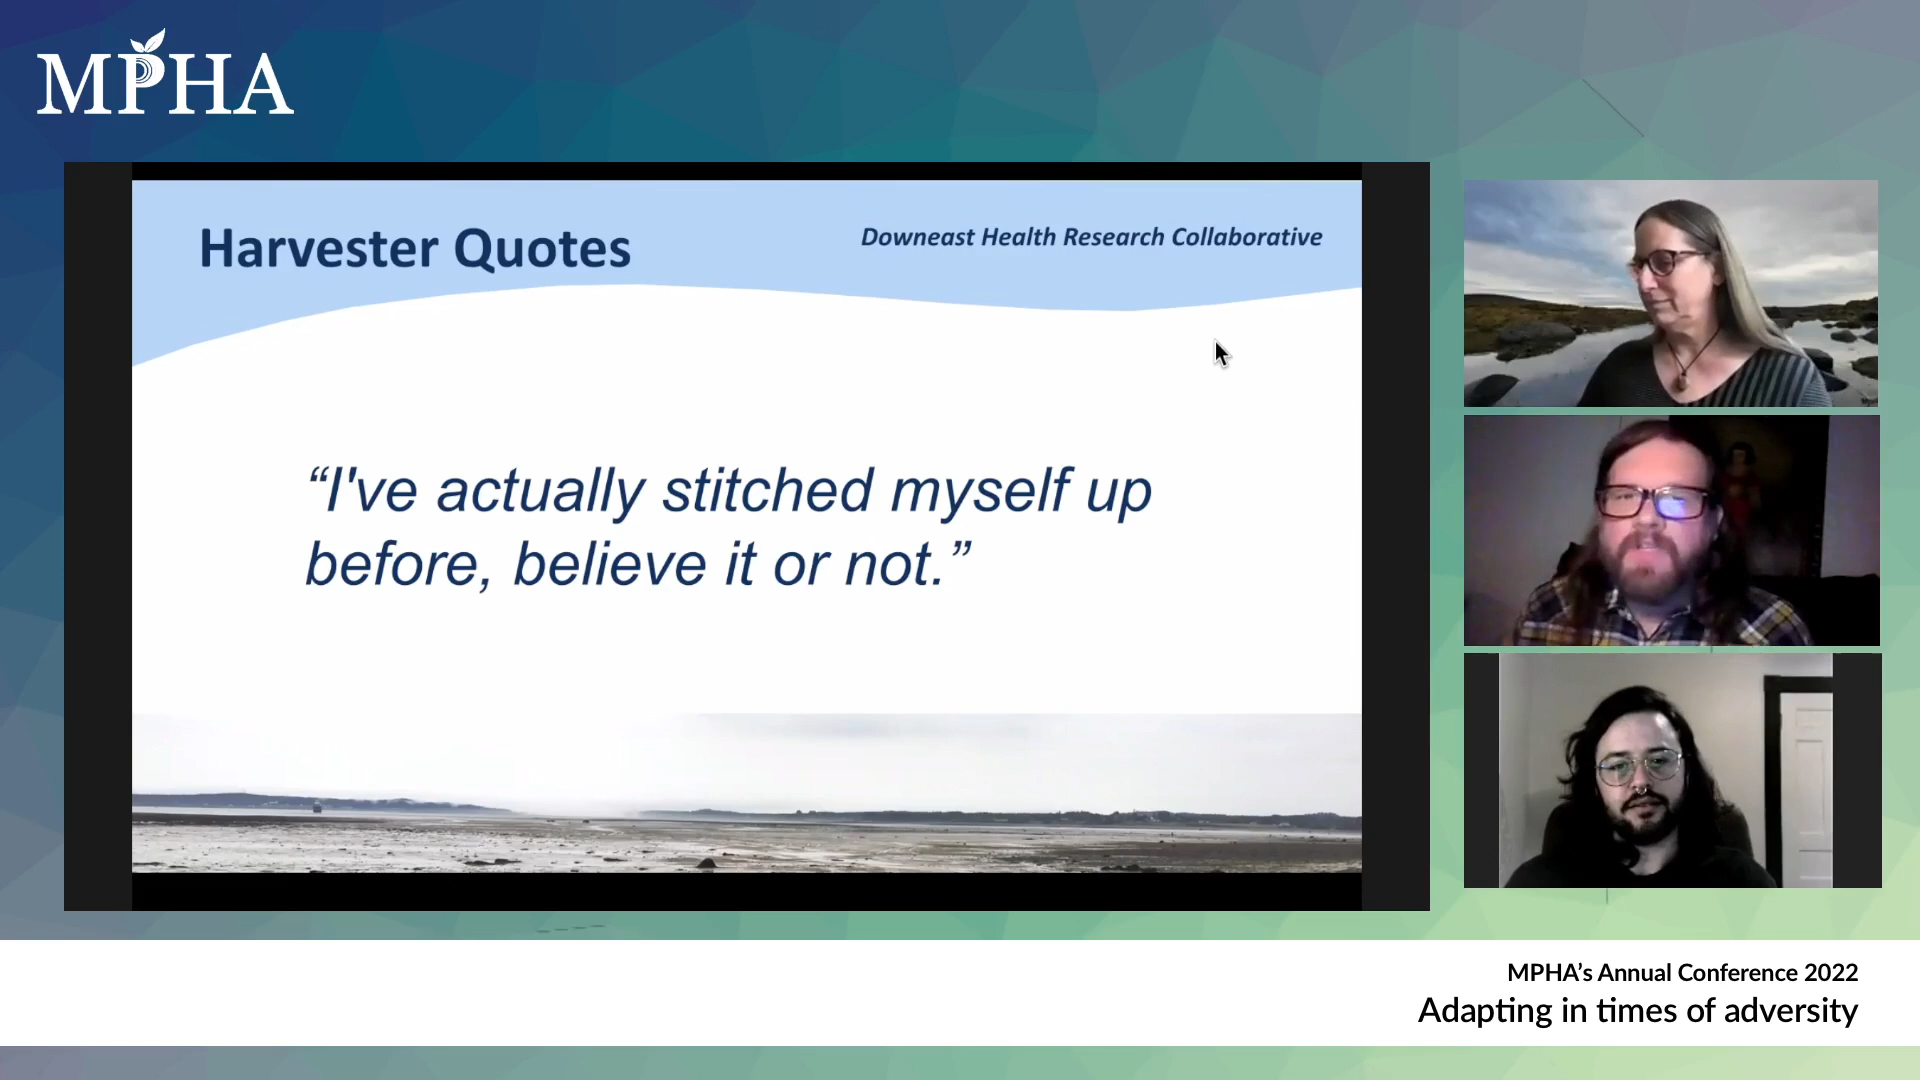 MPHA
Harvester Quotes
Downeast Health Research Collaborative
“I've actually stitched myself up
before, believe it or not.”
MPHA’s Annual Conference 2022
Adapting in times of adversity